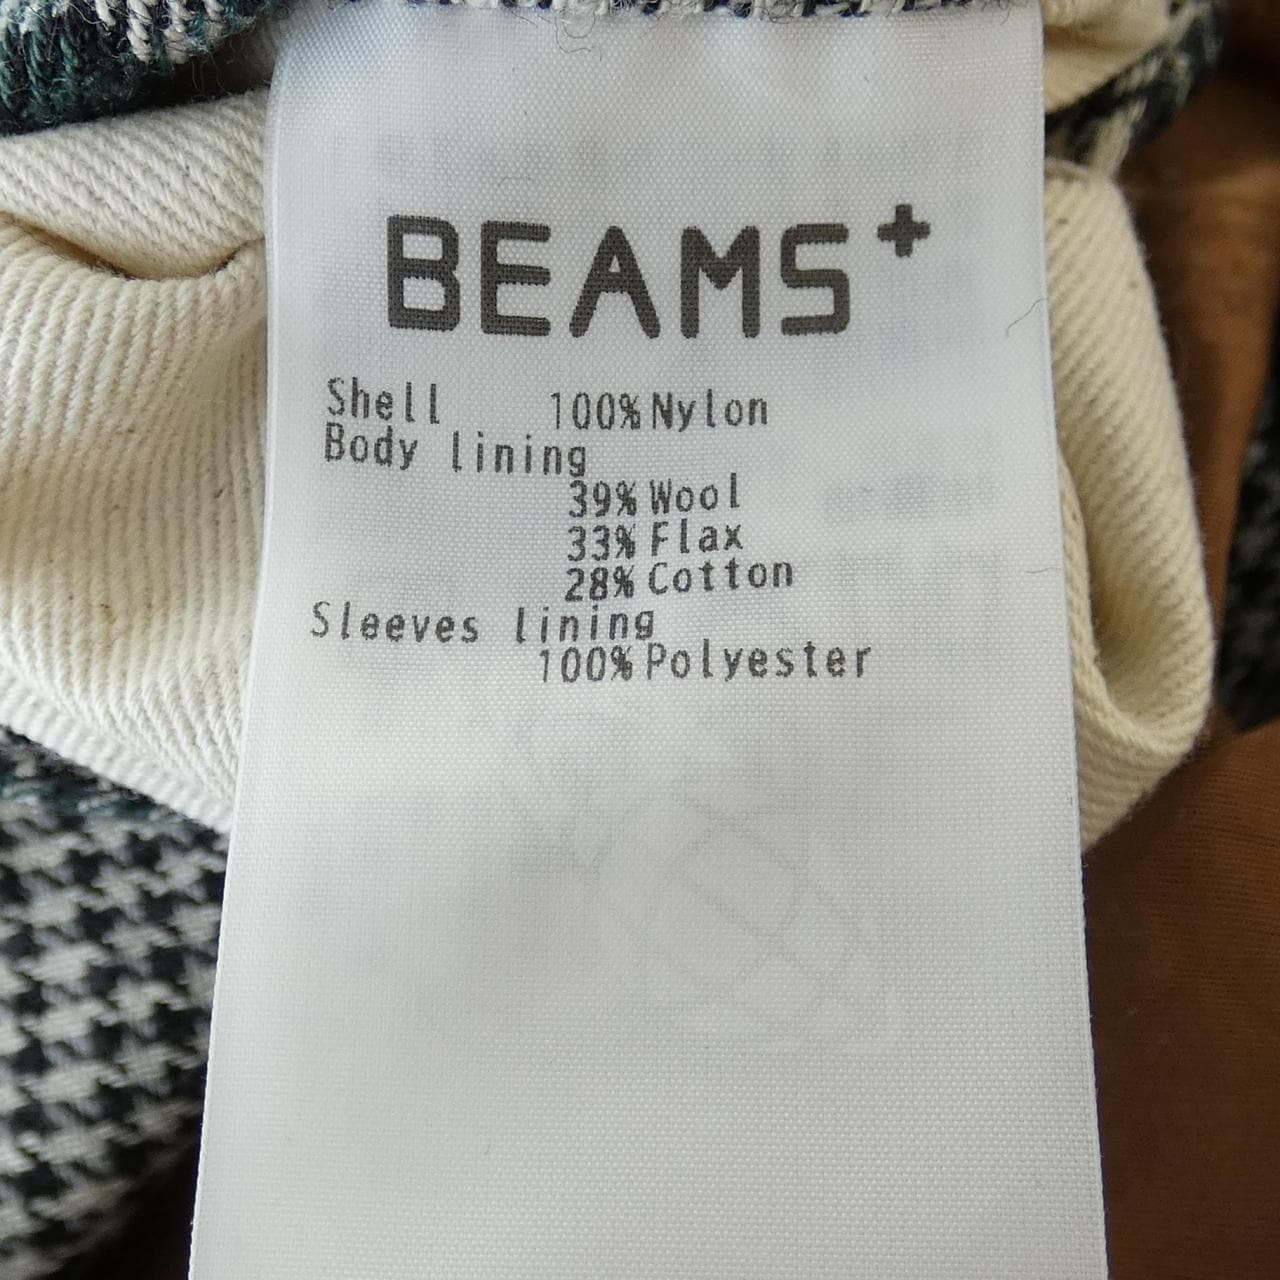 BEAMS+
Shell 100% Nylon
Body lining
39% Wool
33% Flax
28% Cotton
Sleeves lining
100% Polyester